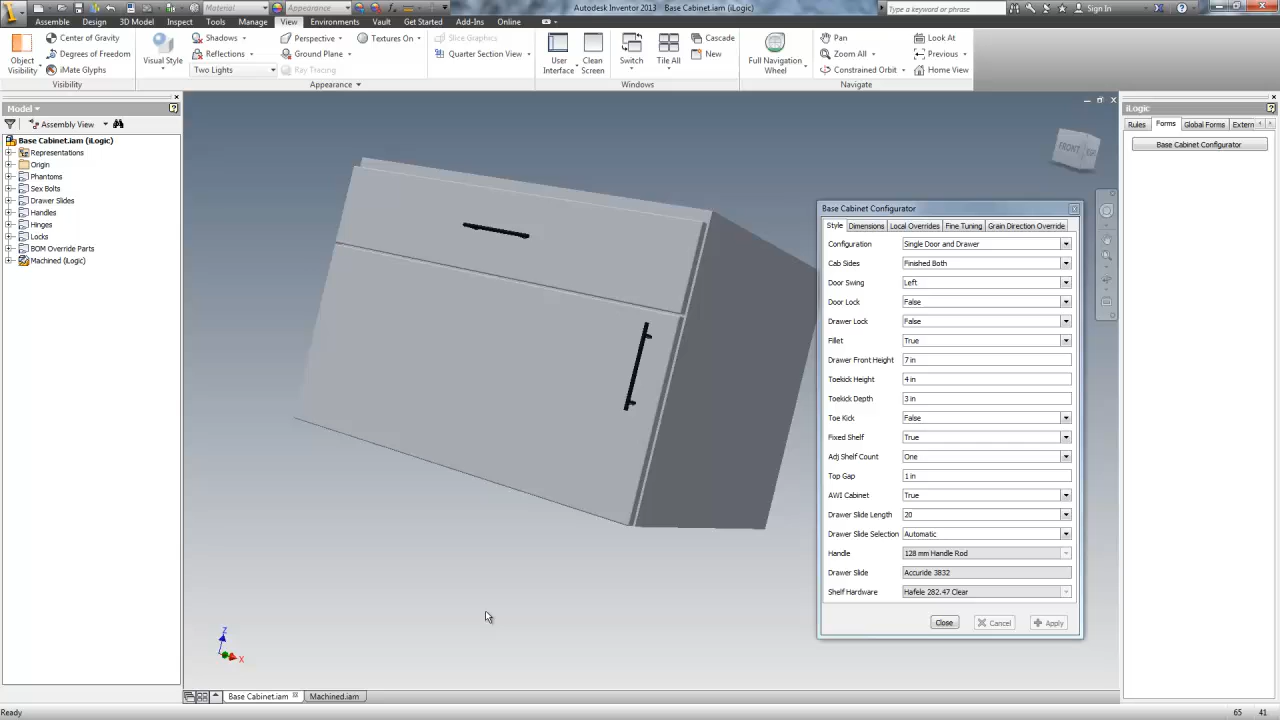 Material
Appearance
Autodesk Inventor 2013
Base Cabinet.iam (iLogic)
Type a keyword or phrase
Sign In
Assemble
Design
3D Model
Inspect
Tools
Manage
View
Environments
Vault
Get Started
Add-Ins
Online
Object Visibility
Center of Gravity
Degrees of Freedom
iMate Glyphs
Visibility
Visual Style
Shadows
Reflections
Two Lights
Perspective
Ground Plane
Ray Tracing
Textures On
Slice Graphics
Quarter Section View
Appearance
User Interface
Clean Screen
Switch
Tile All
Cascade
New
Windows
Full Navigation Wheel
Pan
Zoom All
Constrained Orbit
Look At
Previous
Home View
Navigate
Model
Assembly View
Base Cabinet.iam (iLogic)
Representations
Origin
Phantoms
Sex Bolts
Drawer Slides
Handles
Hinges
Locks
BOM Override Parts
Machined (iLogic)
FRONT
Z
X
Base Cabinet Configurator
Style
Dimensions
Local Overrides
Fine Tuning
Grain Direction Override
Configuration Single Door and Drawer
Cab Sides Finished Both
Door Swing Left
Door Lock False
Drawer Lock False
Fillet True
Drawer Front Height 7 in
Toekick Height 4 in
Toekick Depth 3 in
Toe Kick False
Fixed Shelf True
Adj Shelf Count One
Top Gap 1 in
AWI Cabinet True
Drawer Slide Length 20
Drawer Slide Selection Automatic
Handle 128 mm Handle Rod
Drawer Slide Accuride 3832
Shelf Hardware Hafele 282.47 Clear
Close
Cancel
Apply
iLogic
Rules
Forms
Global Forms
Extern
Base Cabinet Configurator
Base Cabinet.iam
Machined.iam
Ready
65
41